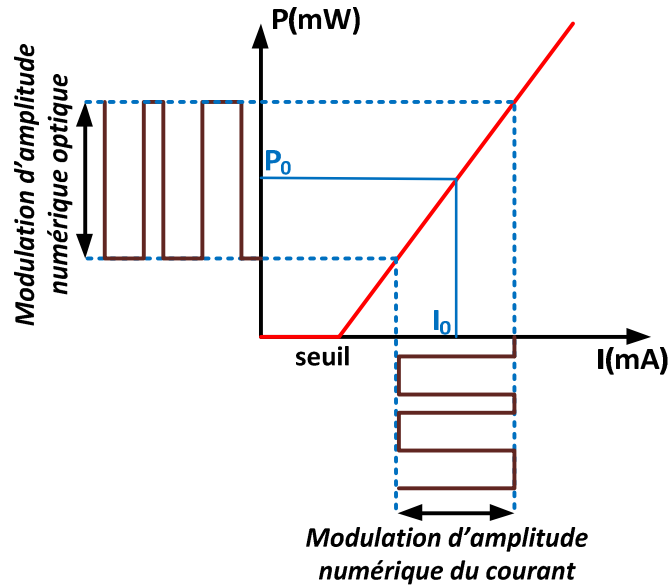 P(mW)
Modulation d’amplitude
numérique optique
P0
I0
seuil
I(mA)
Modulation d’amplitude
numérique du courant